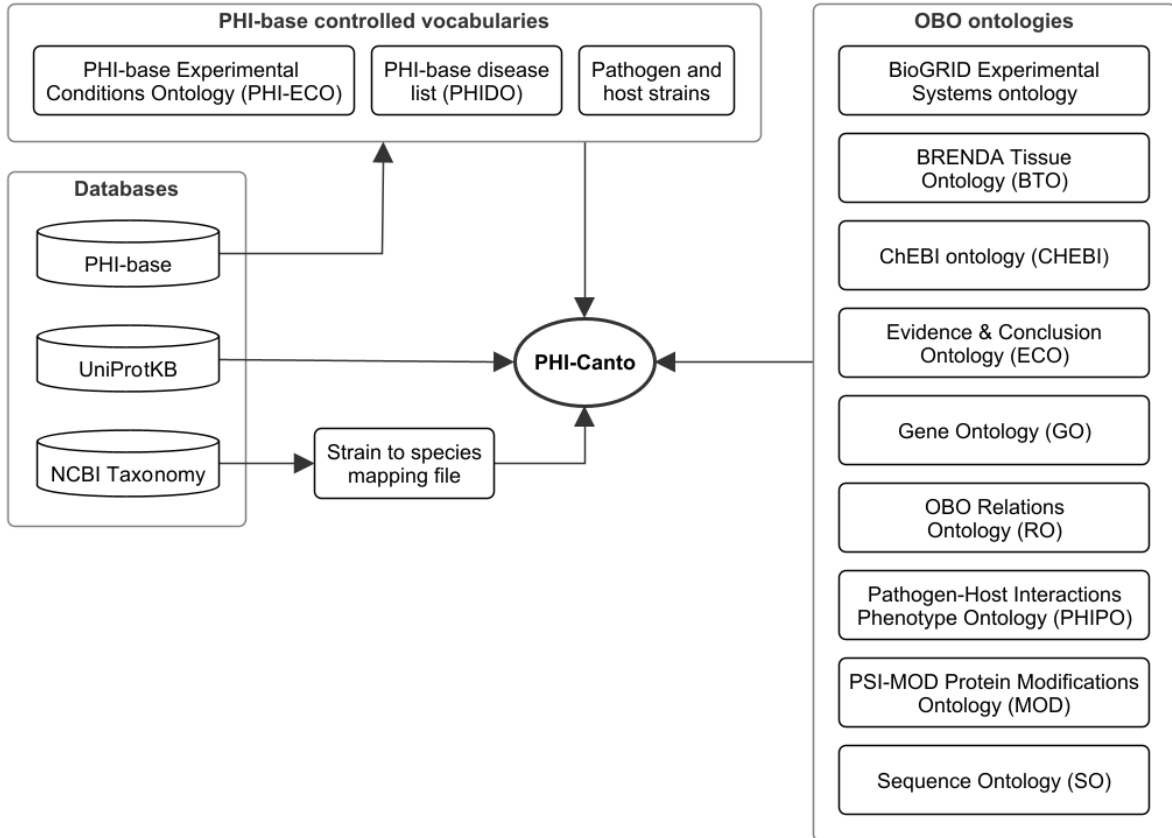 PHI-base controlled vocabularies
PHI-base Experimental
Conditions Ontology (PHI-ECO)
PHI-base disease
list (PHIDO)
Pathogen and
host strains
Databases
PHI-base
UniProtKB
NCBI Taxonomy
Strain to species
mapping file
PHI-Canto
OBO ontologies
BioGRID Experimental
Systems ontology
BRENDA Tissue
Ontology (BTO)
ChEBI ontology (CHEBI)
Evidence & Conclusion
Ontology (ECO)
Gene Ontology (GO)
OBO Relations
Ontology (RO)
Pathogen-Host Interactions
Phenotype Ontology (PHIPO)
PSI-MOD Protein Modifications
Ontology (MOD)
Sequence Ontology (SO)